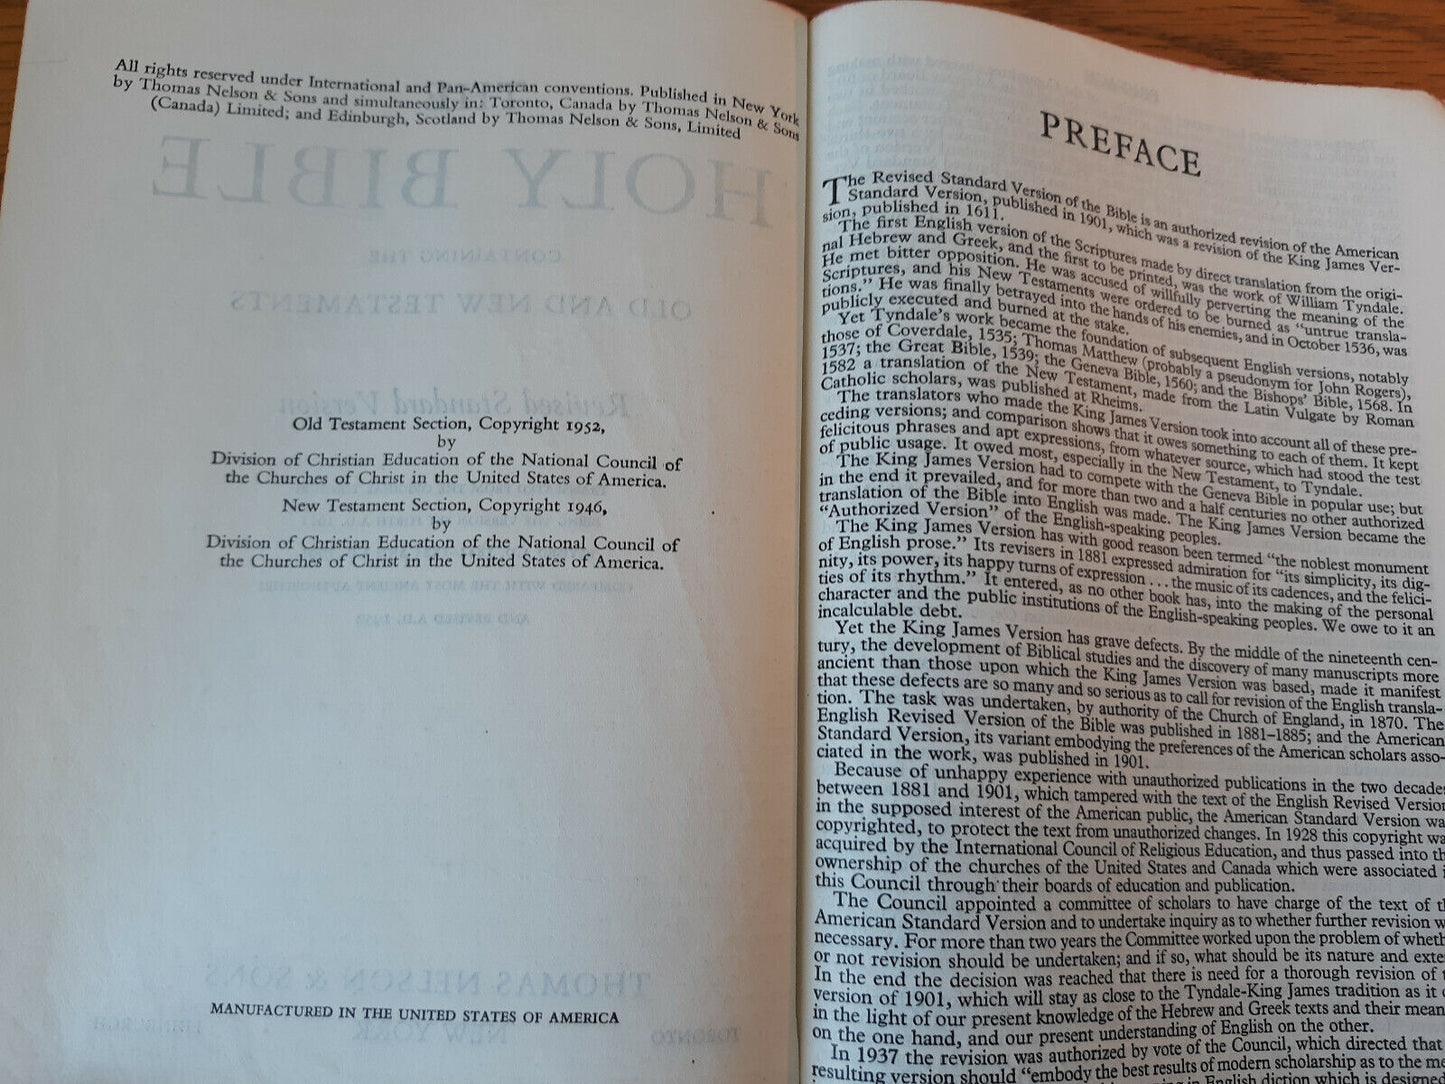 All rights reserved under International and Pan-American conventions. Published in New York
by Thomas Nelson & Sons and simultaneously in: Toronto, Canada by Thomas Nelson & Sons
(Canada) Limited; and Edinburgh, Scotland by Thomas Nelson & Sons, Limited
HOLY BIBLE
CONTAINING THE
OLD AND NEW TESTAMENTS
Revised Standard Version
Old Testament Section, Copyright 1952,
by
Division of Christian Education of the National Council of
the Churches of Christ in the United States of America.
New Testament Section, Copyright 1946,
by
Division of Christian Education of the National Council of
the Churches of Christ in the United States of America.
COMPARED WITH THE MOST ANCIENT AUTHORITIES
AND REVISED A.D. 1952
THOMAS NELSON & SONS
MANUFACTURED IN THE UNITED STATES OF AMERICA
TORONTO NEW YORK EDINBURGH
PREFACE
The Revised Standard Version of the Bible is an authorized revision of the American
Standard Version, published in 1901, which was a revision of the King James Ver-
sion, published in 1611.
The first English version of the Scriptures made by direct translation from the origi-
nal Hebrew and Greek, and the first to be printed, was the work of William Tyndale.
He met bitter opposition. He was accused of willfully perverting the meaning of the
Scriptures, and his New Testaments were ordered to be burned as “untrue transla-
tions.” He was finally betrayed into the hands of his enemies, and in October 1536, was
publicly executed and burned at the stake.
Yet Tyndale's work became the foundation of subsequent English versions, notably
those of Coverdale, 1535; Thomas Matthew (probably a pseudonym for John Rogers),
1537; the Great Bible, 1539; the Geneva Bible, 1560; and the Bishops' Bible, 1568. In
1582 a translation of the New Testament, made from the Latin Vulgate by Roman
Catholic scholars, was published at Rheims.
The translators who made the King James Version took into account all of these pre-
ceding versions; and comparison shows that it owes something to each of them. It kept
felicitous phrases and apt expressions, from whatever source, which had stood the test
of public usage. It owed most, especially in the New Testament, to Tyndale.
The King James Version had to compete with the Geneva Bible in popular use; but
in the end it prevailed, and for more than two and a half centuries no other authorized
translation of the Bible into English was made. The King James Version became the
“Authorized Version” of the English-speaking peoples.
The King James Version has with good reason been termed “the noblest monument
of English prose.” Its revisers in 1881 expressed admiration for “its simplicity, its dig-
nity, its power, its happy turns of expression . . . the music of its cadences, and the felici-
ties of its rhythm.” It entered, as no other book has, into the making of the personal
character and the public institutions of the English-speaking peoples. We owe to it an
incalculable debt.
Yet the King James Version has grave defects. By the middle of the nineteenth cen-
tury, the development of Biblical studies and the discovery of many manuscripts more
ancient than those upon which the King James Version was based, made it manifest
that these defects are so many and so serious as to call for revision of the English transla-
tion. The task was undertaken, by authority of the Church of England, in 1870. The
English Revised Version of the Bible was published in 1881-1885; and the American
Standard Version, its variant embodying the preferences of the American scholars asso-
ciated in the work, was published in 1901.
Because of unhappy experience with unauthorized publications in the two decades
between 1881 and 1901, which tampered with the text of the English Revised Version
in the supposed interest of the American public, the American Standard Version wa
copyrighted, to protect the text from unauthorized changes. In 1928 this copyright wa
acquired by the International Council of Religious Education, and thus passed into th
ownership of the churches of the United States and Canada which were associated i
this Council through their boards of education and publication.
The Council appointed a committee of scholars to have charge of the text of th
American Standard Version and to undertake inquiry as to whether further revision w
necessary. For more than two years the Committee worked upon the problem of wheth
or not revision should be undertaken; and if so, what should be its nature and exte
In the end the decision was reached that there is need for a thorough revision of t
version of 1901, which will stay as close to the Tyndale-King James tradition as it c
in the light of our present knowledge of the Hebrew and Greek texts and their mean
on the one hand, and our present understanding of English on the other.
In 1937 the revision was authorized by vote of the Council, which directed that
resulting version should “embody the best results of modern scholarship as to the me
in English diction which is designed